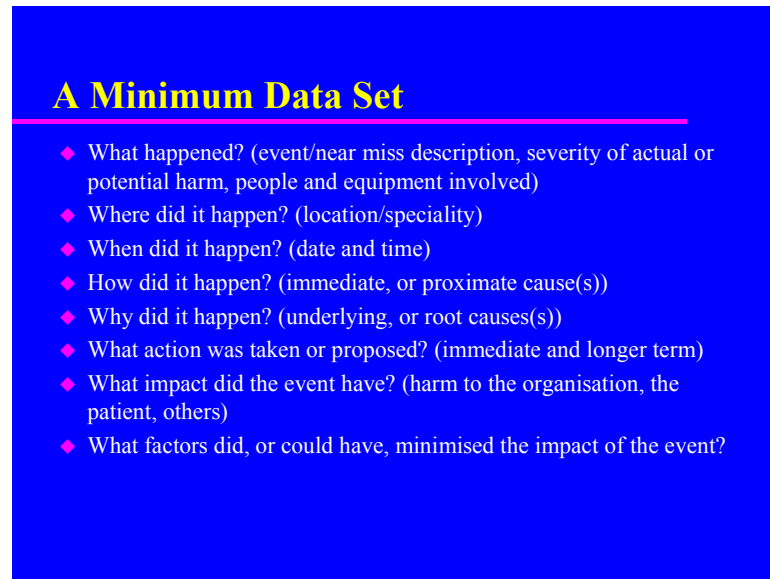 A Minimum Data Set
What happened? (event/near miss description, severity of actual or
potential harm, people and equipment involved)
Where did it happen? (location/speciality)
When did it happen? (date and time)
How did it happen? (immediate, or proximate cause(s))
Why did it happen? (underlying, or root causes(s))
What action was taken or proposed? (immediate and longer term)
What impact did the event have? (harm to the organisation, the
patient, others)
What factors did, or could have, minimised the impact of the event?